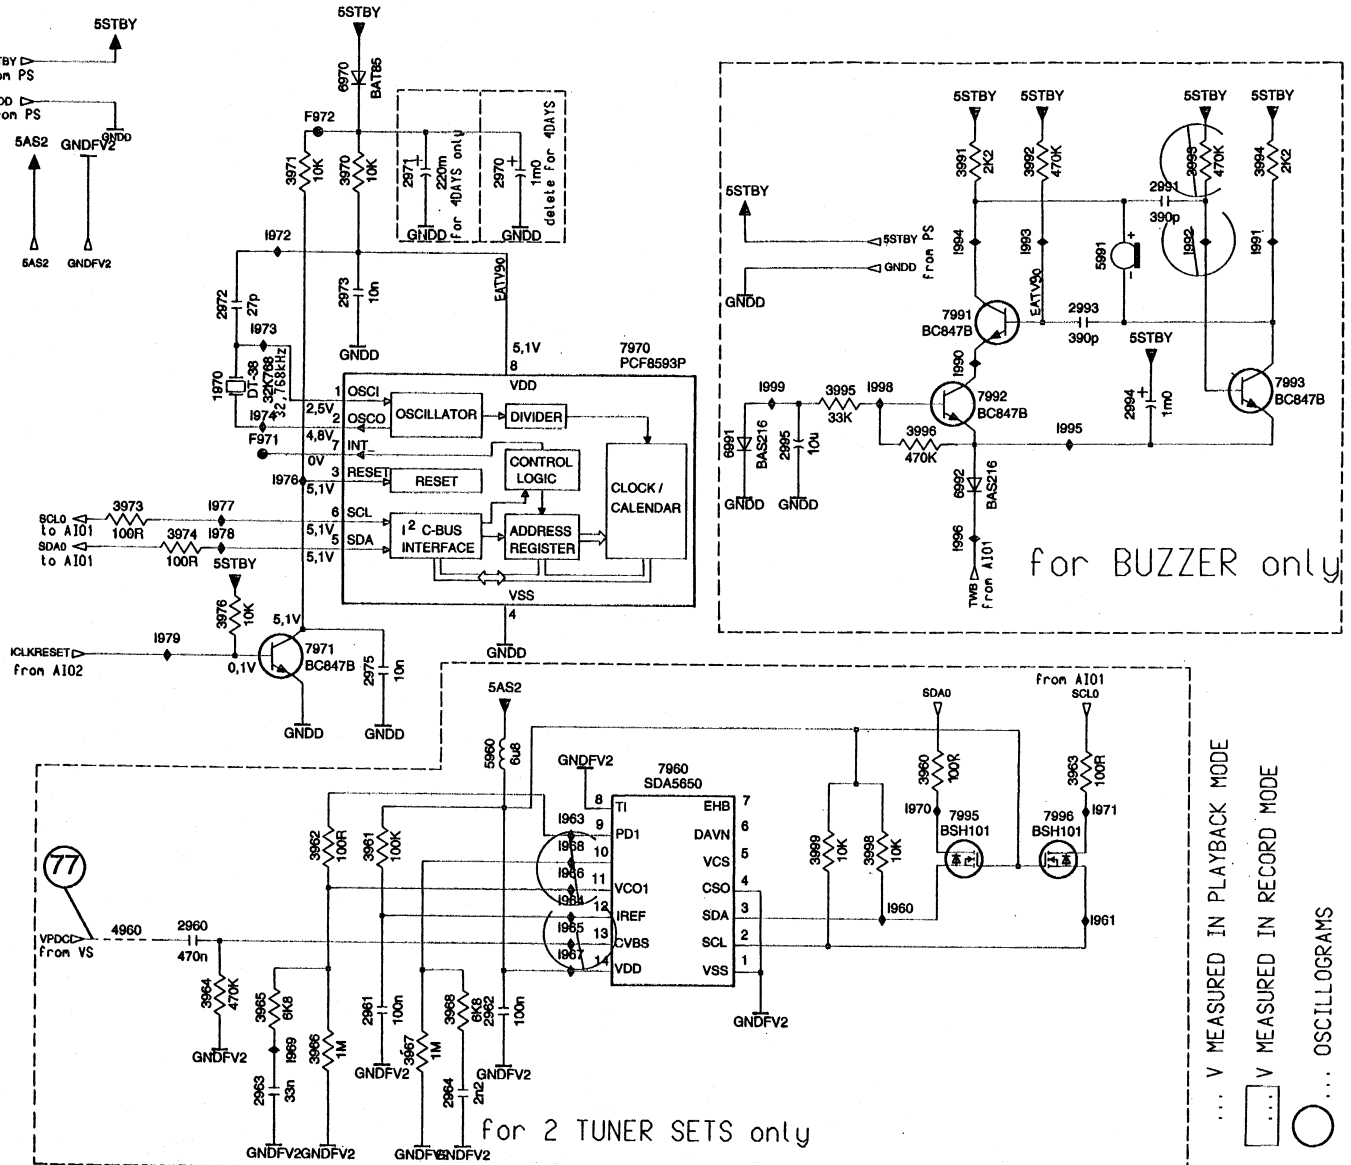 5STBY
TBY
om PS
DD
rom PS
GNDD
5AS2
GNDFV2
5AS2
GNDFV2
5STBY
6970
BAT85
F972
3971
10K
3970
10K
2971
220m
for 4DAYS only
GNDD
2970
1m0
delete for 4DAYS
GNDD
I972
2972
27p
2973
10n
GNDD
EATV90
I973
1970
DT-38
32K768
32,768kHz
I974
F971
5,1V
8
7970
PCF8593P
VDD
1
OSCI
2,5V
2
OSCO
4,8V
7
INT_
0V
I976
3
RESET
5,1V
6
SCL
5,1V
5
SDA
5,1V
OSCILLATOR
DIVIDER
CONTROL
LOGIC
RESET
CLOCK /
CALENDAR
I2 C-BUS
INTERFACE
ADDRESS
REGISTER
VSS
4
GNDD
SCL0
to AIO1
3973
100R
I977
SDA0
to AIO1
3974
100R
I978
5STBY
3976
10K
5,1V
ICLKRESET
from AIO2
I979
0,1V
7971
BC847B
2975
10n
GNDD
GNDD
5STBY
5STBY
5STBY
5STBY
3991
2K2
3992
470K
3993
470K
3994
2K2
5STBY
5STBY
GNDD
from PS
GNDD
2991
390p
I994
I993
EATV90
5991
+
-
I992
I991
7991
BC847B
2993
390p
5STBY
I990
7992
BC847B
2994
1m0
7993
BC847B
I999
3995
33K
I998
6991
BAS216
2995
10u
GNDD
GNDD
3996
470K
I995
6992
BAS216
I996
TWB
from AIO1
for BUZZER only
5AS2
5960
6u8
GNDFV2
7960
SDA5650
8
TI
9
PD1
10
11
VCO1
12
IREF
13
CVBS
14
VDD
EHB
7
DAVN
6
VCS
5
CSO
4
SDA
3
SCL
2
VSS
1
GNDFV2
I963
I968
I966
I964
I965
I967
3962
100R
3961
100K
77
VPDC
from VS
4960
2960
470n
3964
470K
GNDFV2
3965
6K8
I969
2963
33n
GNDFV2
3966
1M
GNDFV2
2961
100n
GNDFV2
3967
1M
3968
6K8
2964
2n2
GNDFV2
2962
100n
GNDFV2
SDA0
from AIO1
SCL0
3960
100R
3963
100R
I970
I971
7995
BSH101
7996
BSH101
3999
10K
3998
10K
I960
I961
for 2 TUNER SETS only
... V MEASURED IN PLAYBACK MODE
... V MEASURED IN RECORD MODE
... OSCILLOGRAMS